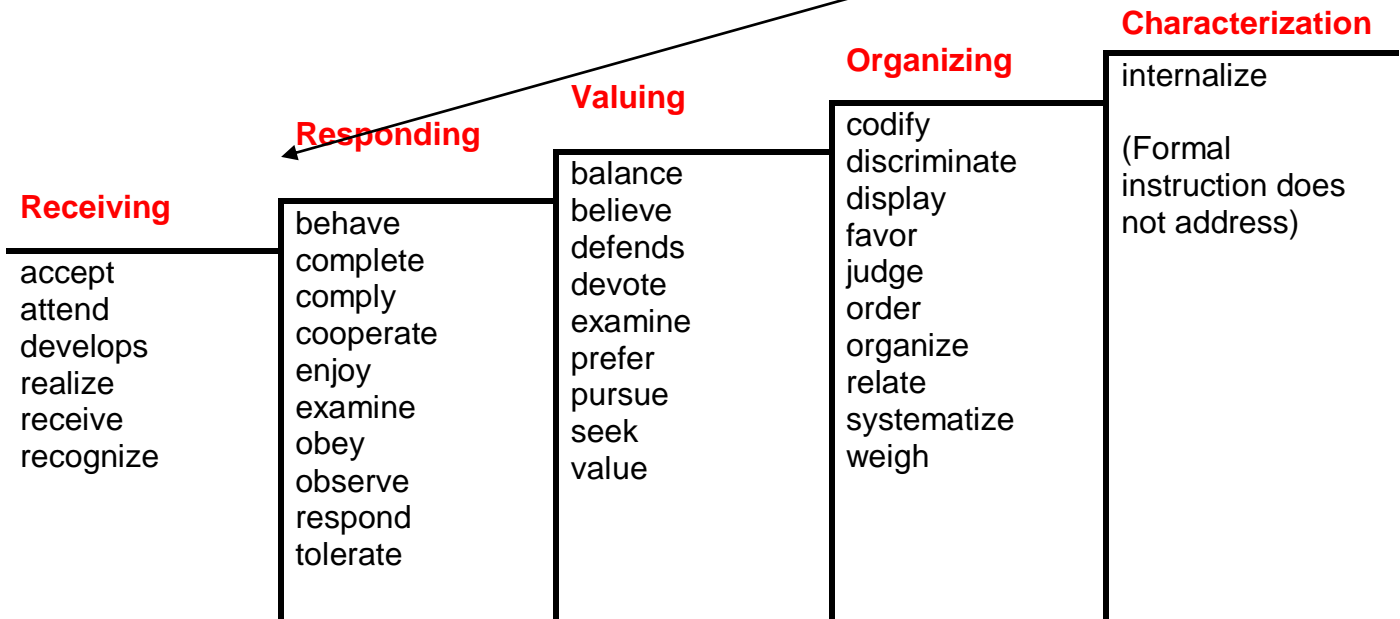 Receiving
accept
attend
develops
realize
receive
recognize
Responding
behave
complete
comply
cooperate
enjoy
examine
obey
observe
respond
tolerate
Valuing
balance
believe
defends
devote
examine
prefer
pursue
seek
value
Organizing
codify
discriminate
display
favor
judge
order
organize
relate
systematize
weigh
Characterization
internalize
(Formal
instruction does
not address)